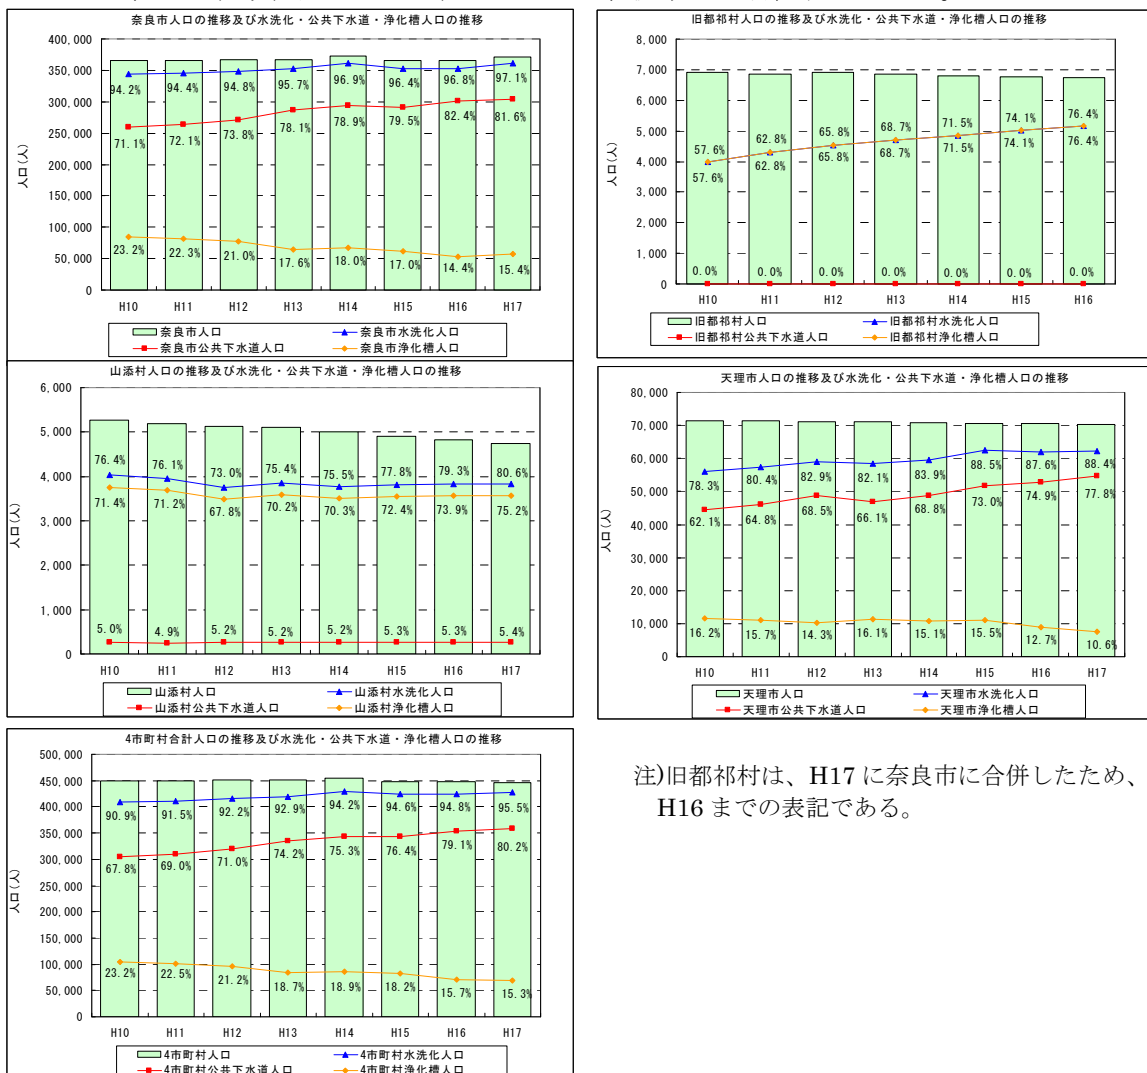 奈良市人口の推移及び水洗化・公共下水道・浄化槽人口の推移
人口(人)
400,000
350,000
300,000
250,000
200,000
150,000
100,000
50,000
0
94.2% 94.4% 94.8% 95.7% 96.9% 96.4% 96.8% 97.1%
71.1% 72.1% 73.8% 78.1% 78.9% 79.5% 82.4% 81.6%
23.2% 22.3% 21.0% 17.6% 18.0% 17.0% 14.4% 15.4%
H10 H11 H12 H13 H14 H15 H16 H17
奈良市人口 奈良市水洗化人口
奈良市公共下水道人口 奈良市浄化槽人口
旧都祁村人口の推移及び水洗化・公共下水道・浄化槽人口の推移
人口(人)
8,000
7,000
6,000
5,000
4,000
3,000
2,000
1,000
0
57.6% 62.8% 65.8% 68.7% 71.5% 74.1% 76.4%
57.6% 62.8% 65.8% 68.7% 71.5% 74.1% 76.4%
0.0% 0.0% 0.0% 0.0% 0.0% 0.0% 0.0%
H10 H11 H12 H13 H14 H15 H16
旧都祁村人口 旧都祁村水洗化人口
旧都祁村公共下水道人口 旧都祁村浄化槽人口
山添村人口の推移及び水洗化・公共下水道・浄化槽人口の推移
人口(人)
6,000
5,000
4,000
3,000
2,000
1,000
0
76.4% 76.1% 73.0% 75.4% 75.5% 77.8% 79.3% 80.6%
71.4% 71.2% 67.8% 70.2% 70.3% 72.4% 73.9% 75.2%
5.0% 4.9% 5.2% 5.2% 5.2% 5.3% 5.3% 5.4%
H10 H11 H12 H13 H14 H15 H16 H17
山添村人口 山添村水洗化人口
山添村公共下水道人口 山添村浄化槽人口
天理市人口の推移及び水洗化・公共下水道・浄化槽人口の推移
人口(人)
80,000
70,000
60,000
50,000
40,000
30,000
20,000
10,000
0
78.3% 80.4% 82.9% 82.1% 83.9% 88.5% 87.6% 88.4%
62.1% 64.8% 68.5% 66.1% 68.8% 73.0% 74.9% 77.8%
16.2% 15.7% 14.3% 16.1% 15.1% 15.5% 12.7% 10.6%
H10 H11 H12 H13 H14 H15 H16 H17
天理市人口 天理市水洗化人口
天理市公共下水道人口 天理市浄化槽人口
4市町村合計人口の推移及び水洗化・公共下水道・浄化槽人口の推移
人口(人)
500,000
450,000
400,000
350,000
300,000
250,000
200,000
150,000
100,000
50,000
0
90.9% 91.5% 92.2% 92.9% 94.2% 94.6% 94.8% 95.5%
67.8% 69.0% 71.0% 74.2% 75.3% 76.4% 79.1% 80.2%
23.2% 22.5% 21.2% 18.7% 18.9% 18.2% 15.7% 15.3%
H10 H11 H12 H13 H14 H15 H16 H17
4市町村人口 4市町村水洗化人口
4市町村公共下水道人口 4市町村浄化槽人口
注)旧都祁村は、H17 に奈良市に合併したため、
H16 までの表記である。